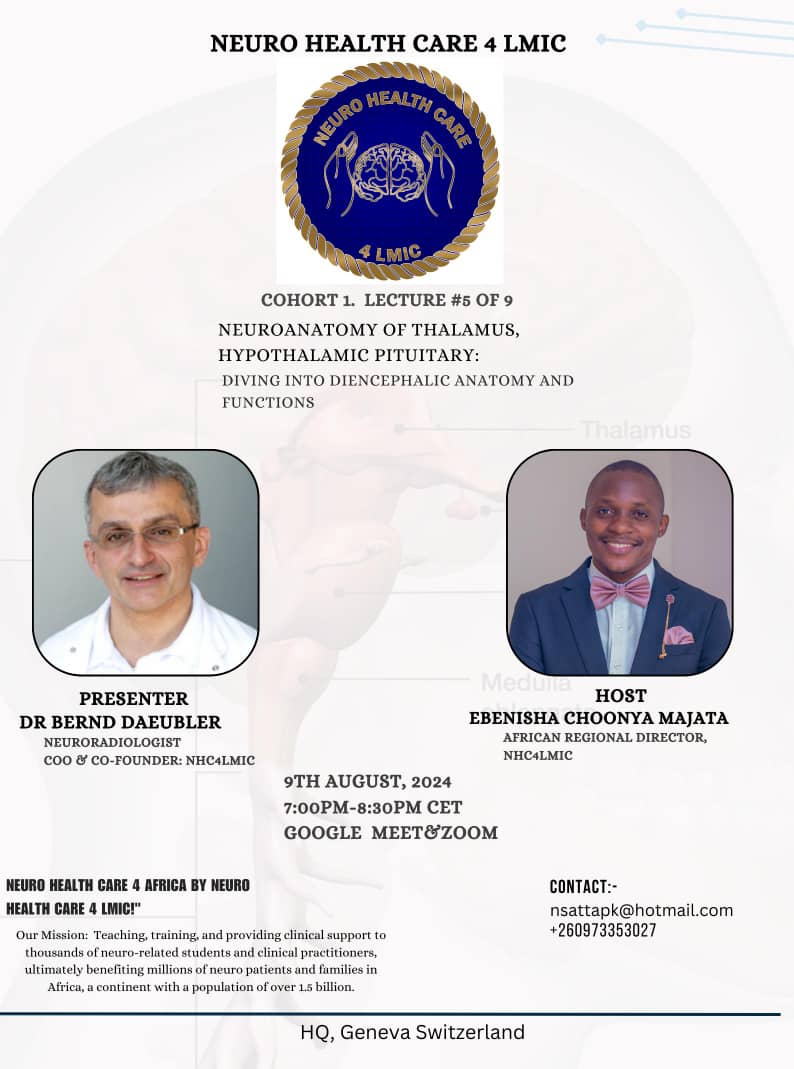 NEURO HEALTH CARE 4 LMIC
NEURO HEALTH CARE
4 LMIC
COHORT 1. LECTURE #5 OF 9
NEUROANATOMY OF THALAMUS,
HYPOTHALAMIC PITUITARY:
DIVING INTO DIENCEPHALIC ANATOMY AND
FUNCTIONS
Thalamus
Medulla
PRESENTER
DR BERND DAEUBLER
NEURORADIOLOGIST
COO & CO-FOUNDER: NHC4LMIC
HOST
EBENISHA CHOONYA MAJATA
AFRICAN REGIONAL DIRECTOR,
NHC4LMIC
9TH AUGUST, 2024
7:00PM-8:30PM CET
GOOGLE MEET&ZOOM
NEURO HEALTH CARE 4 AFRICA BY NEURO
HEALTH CARE 4 LMIC!"
Our Mission: Teaching, training, and providing clinical support to
thousands of neuro-related students and clinical practitioners,
ultimately benefiting millions of neuro patients and families in
Africa, a continent with a population of over 1.5 billion.
CONTACT:-
nsattapk@hotmail.com
+260973353027
HQ, Geneva Switzerland